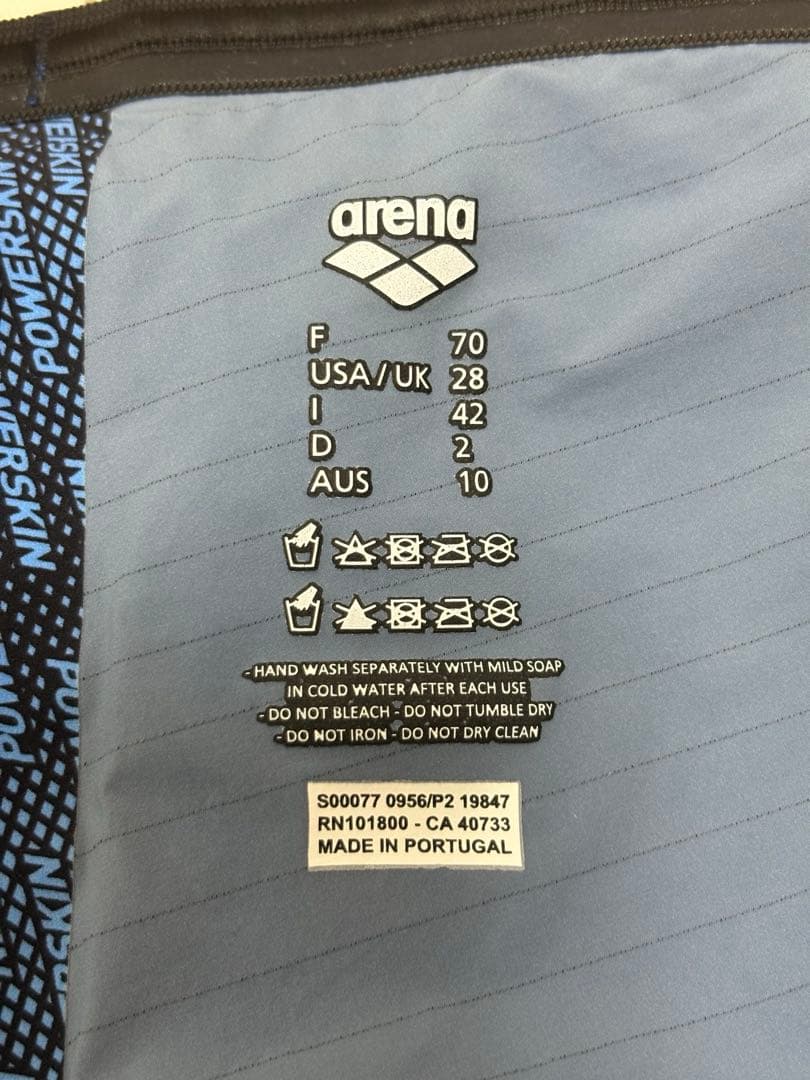 arena
F 70
USA/UK 28
I 42
D 2
AUS 10
-HAND WASH SEPARATELY WITH MILD SOAP
IN COLD WATER AFTER EACH USE
-DO NOT BLEACH - DO NOT TUMBLE DRY
-DO NOT IRON - DO NOT DRY CLEAN
S00077 0956/P2 19847
RN101800 - CA 40733
MADE IN PORTUGAL
POWERSKIN
POWERSKIN